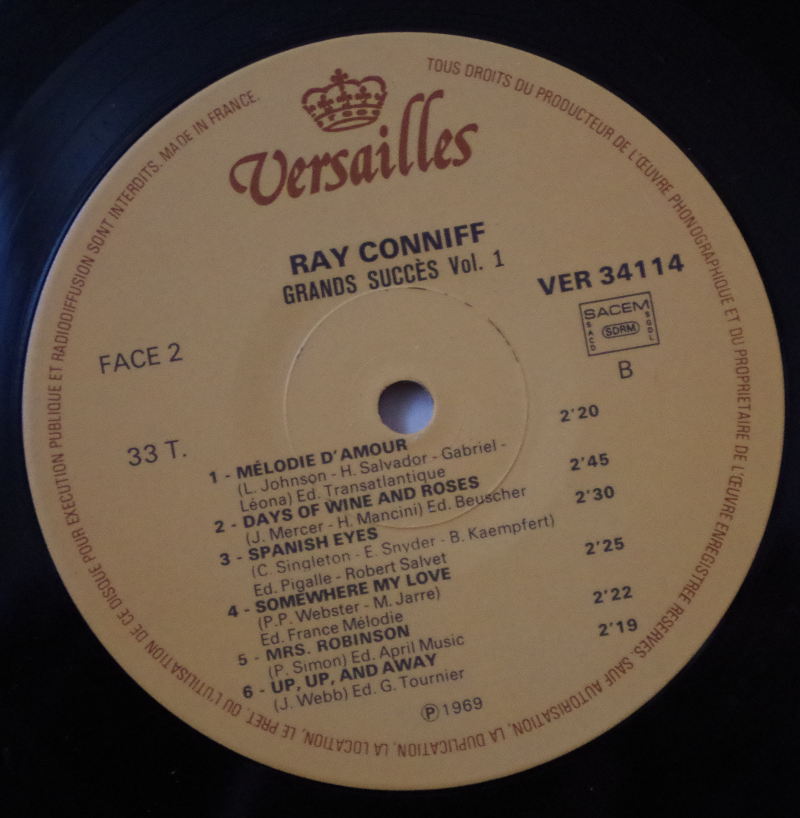 TOUS DROITS DU PRODUCTEUR DE L'ŒUVRE PHONOGRAPHIQUE ET DU PROPRIETAIRE DE L'ŒUVRE ENREGISTREE RESERVES. SAUF AUTORISATION, LA DUPLICATION, LA LOCATION, LE PRET, OU L'UTILISATION DE CE DISQUE POUR EXECUTION PUBLIQUE ET RADIODIFFUSION SONT INTERDITS. MADE IN FRANCE.
Versailles
RAY CONNIFF
GRANDS SUCCÈS Vol. 1
VER 34114
SACEM
SACD
SDRM
SGDL
B
FACE 2
33 T.
1 - MÉLODIE D'AMOUR 2'20
(L. Johnson - H. Salvador - Gabriel -
Léona) Ed. Transatlantique
2 - DAYS OF WINE AND ROSES 2'45
(J. Mercer - H. Mancini) Ed. Beuscher
3 - SPANISH EYES 2'30
(C. Singleton - E. Snyder - B. Kaempfert)
Ed. Pigalle - Robert Salvet
4 - SOMEWHERE MY LOVE 2'25
(P.P. Webster - M. Jarre)
Ed. France Mélodie
5 - MRS. ROBINSON 2'22
(P. Simon) Ed. April Music
6 - UP, UP, AND AWAY 2'19
(J. Webb) Ed. G. Tournier
Ⓟ 1969